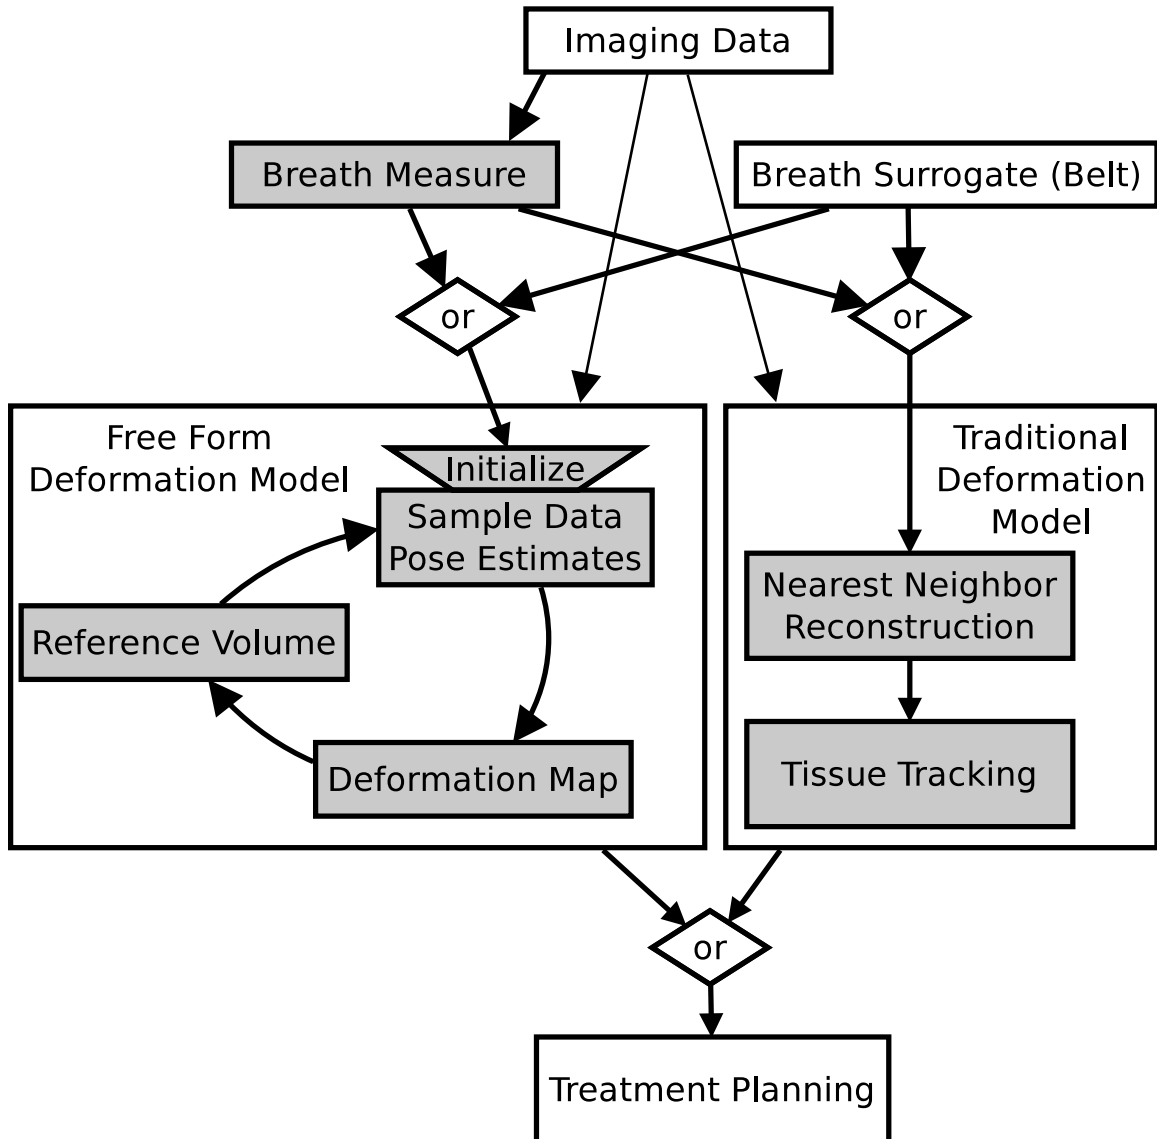 Imaging Data
Breath Measure
Breath Surrogate (Belt)
or
or
Free Form
Deformation Model
Initialize
Sample Data
Pose Estimates
Reference Volume
Deformation Map
Traditional
Deformation
Model
Nearest Neighbor
Reconstruction
Tissue Tracking
or
Treatment Planning